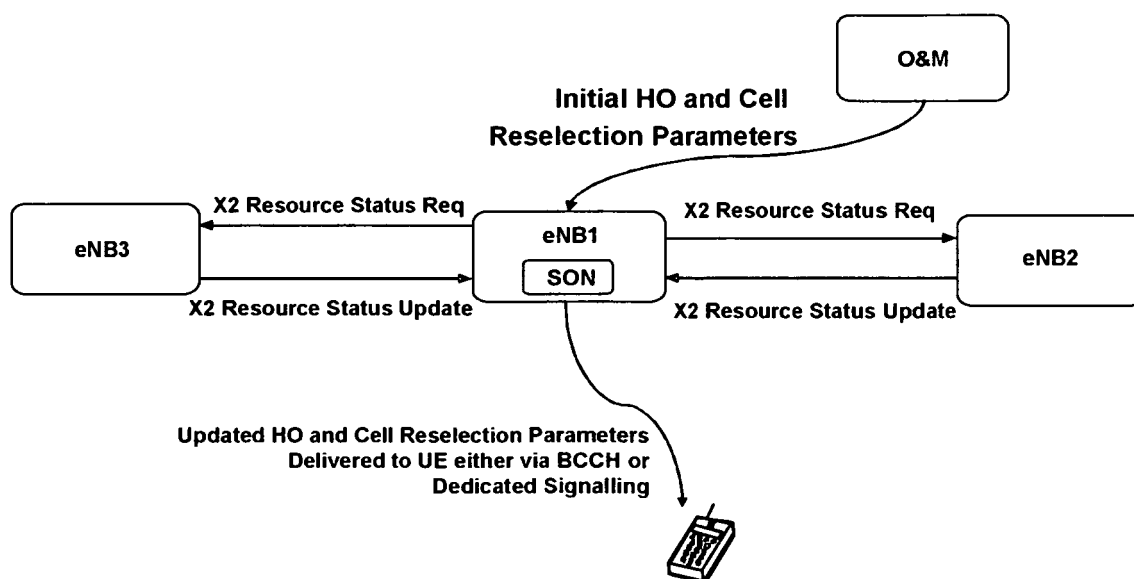 O&M
Initial HO and Cell
Reselection Parameters
X2 Resource Status Req
X2 Resource Status Req
eNB3
eNB1
eNB2
SON
X2 Resource Status Update
X2 Resource Status Update
Updated HO and Cell Reselection Parameters
Delivered to UE either via BCCH or
Dedicated Signalling